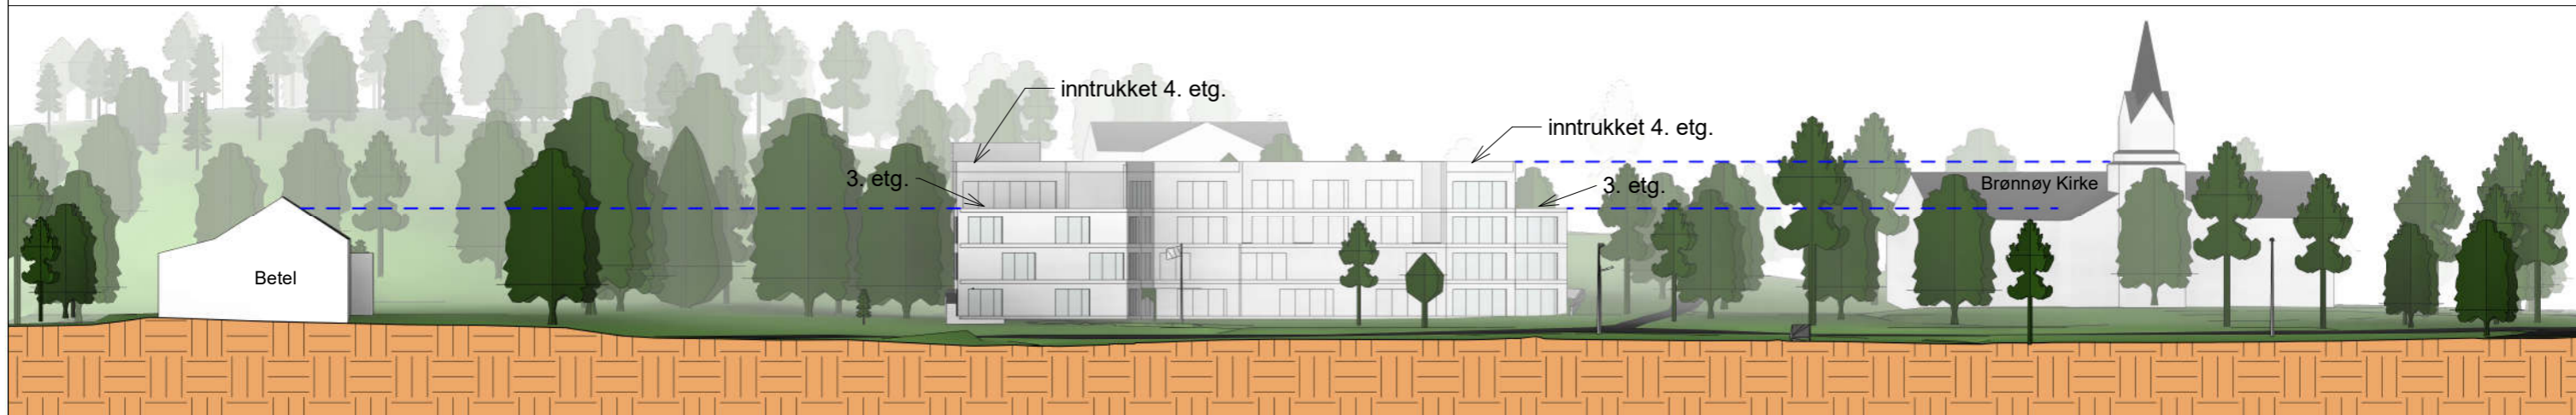 inntrukket 4. etg.
inntrukket 4. etg.
3. etg.
3. etg.
Brønnøy Kirke
Betel